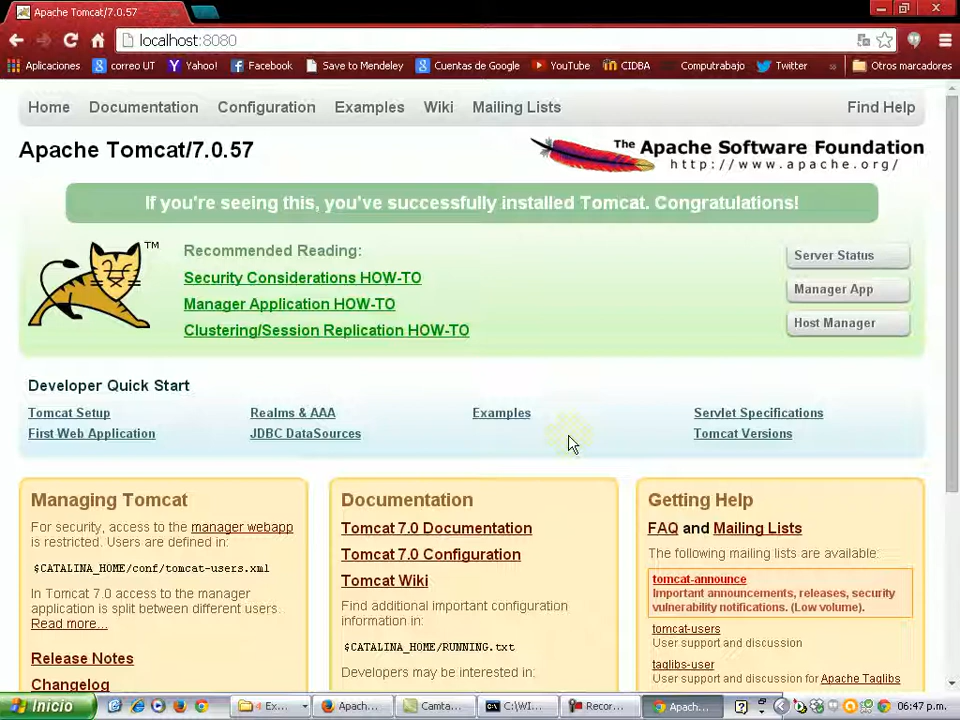 Apache Tomcat/7.0.57
localhost:8080
Aplicaciones correo UT Yahoo! Facebook Save to Mendeley Cuentas de Google YouTube CIDBA Computrabajo Twitter » Otros marcadores
Home Documentation Configuration Examples Wiki Mailing Lists Find Help
Apache Tomcat/7.0.57
The Apache Software Foundation
http://www.apache.org/
If you're seeing this, you've successfully installed Tomcat. Congratulations!
TM
Recommended Reading:
Security Considerations HOW-TO
Manager Application HOW-TO
Clustering/Session Replication HOW-TO
Server Status
Manager App
Host Manager
Developer Quick Start
Tomcat Setup Realms & AAA Examples Servlet Specifications
First Web Application JDBC DataSources Tomcat Versions
Managing Tomcat
For security, access to the manager webapp
is restricted. Users are defined in:
$CATALINA_HOME/conf/tomcat-users.xml
In Tomcat 7.0 access to the manager
application is split between different users.
Read more...
Release Notes
Changelog
Documentation
Tomcat 7.0 Documentation
Tomcat 7.0 Configuration
Tomcat Wiki
Find additional important configuration
information in:
$CATALINA_HOME/RUNNING.txt
Developers may be interested in:
Getting Help
FAQ and Mailing Lists
The following mailing lists are available:
tomcat-announce
Important announcements, releases, security
vulnerability notifications. (Low volume).
tomcat-users
User support and discussion
taglibs-user
User support and discussion for Apache Taglibs
Inicio 4 Ex... Apach... Camta... C:\WI... Recor... Apach... 06:47 p.m.